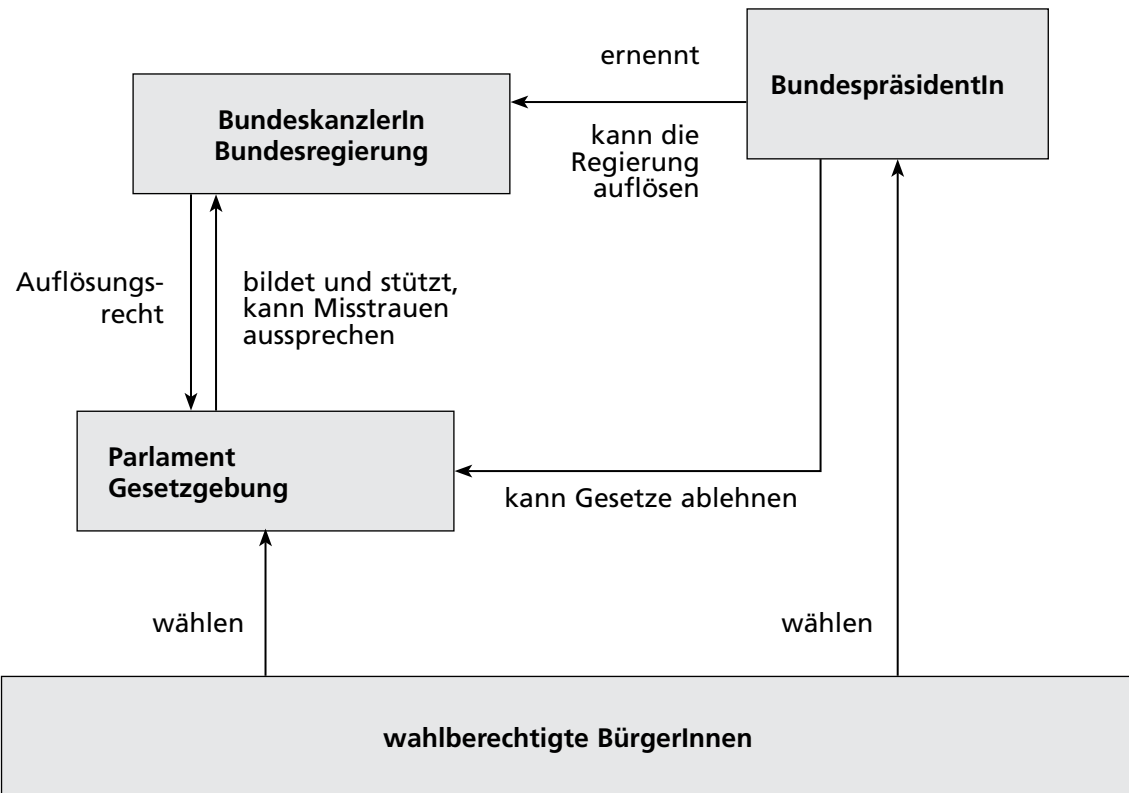 ernennt
BundespräsidentIn
BundeskanzlerIn
Bundesregierung
kann die
Regierung
auflösen
Auflösungs-
recht
bildet und stützt,
kann Misstrauen
aussprechen
Parlament
Gesetzgebung
kann Gesetze ablehnen
wählen
wählen
wahlberechtigte BürgerInnen